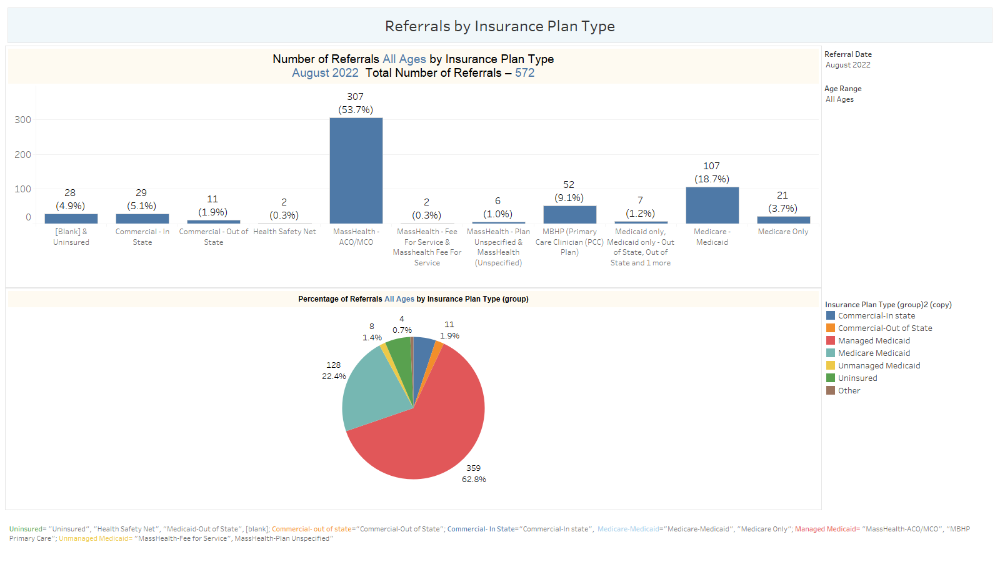 Referrals by Insurance Plan Type
Number of Referrals All Ages by Insurance Plan Type
August 2022 Total Number of Referrals – 572
Referral Date
August 2022
Age Range
All Ages
300
200
100
0
28
(4.9%)
29
(5.1%)
11
(1.9%)
2
(0.3%)
307
(53.7%)
2
(0.3%)
6
(1.0%)
52
(9.1%)
7
(1.2%)
107
(18.7%)
21
(3.7%)
[Blank] &
Uninsured
Commercial - In
State
Commercial - Out of
State
Health Safety Net
MassHealth -
ACO/MCO
MassHealth - Fee
For Service &
Masshealth Fee For
Service
MassHealth - Plan
Unspecified &
MassHealth
(Unspecified)
MBHP (Primary
Care Clinician (PCC)
Plan)
Medicaid only,
Medicaid only - Out
of State, Out of
State and 1 more
Medicare -
Medicaid
Medicare Only
Percentage of Referrals All Ages by Insurance Plan Type (group)
8
1.4%
4
0.7%
11
1.9%
128
22.4%
359
62.8%
Insurance Plan Type (group)2 (copy)
Commercial-In state
Commercial-Out of State
Managed Medicaid
Medicare Medicaid
Unmanaged Medicaid
Uninsured
Other
Uninsured= "Uninsured", "Health Safety Net", "Medicaid-Out of State", [blank]; Commercial- out of state="Commercial-Out of State"; Commercial- In State="Commercial-In state", Medicare-Medicaid="Medicare-Medicaid", "Medicare Only"; Managed Medicaid= "MassHealth-ACO/MCO", "MBHP
Primary Care"; Unmanaged Medicaid= "MassHealth-Fee for Service", MassHealth-Plan Unspecified"